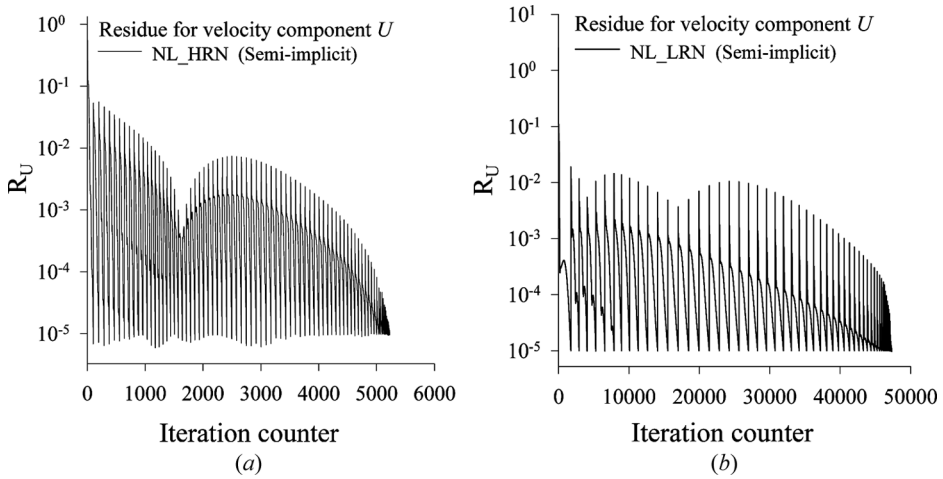 Residue for velocity component U
NL_HRN (Semi-implicit)
R_U
10^0
10^-1
10^-2
10^-3
10^-4
10^-5
0 1000 2000 3000 4000 5000 6000
Iteration counter
(a)
Residue for velocity component U
NL_LRN (Semi-implicit)
R_U
10^1
10^0
10^-1
10^-2
10^-3
10^-4
10^-5
0 10000 20000 30000 40000 50000
Iteration counter
(b)